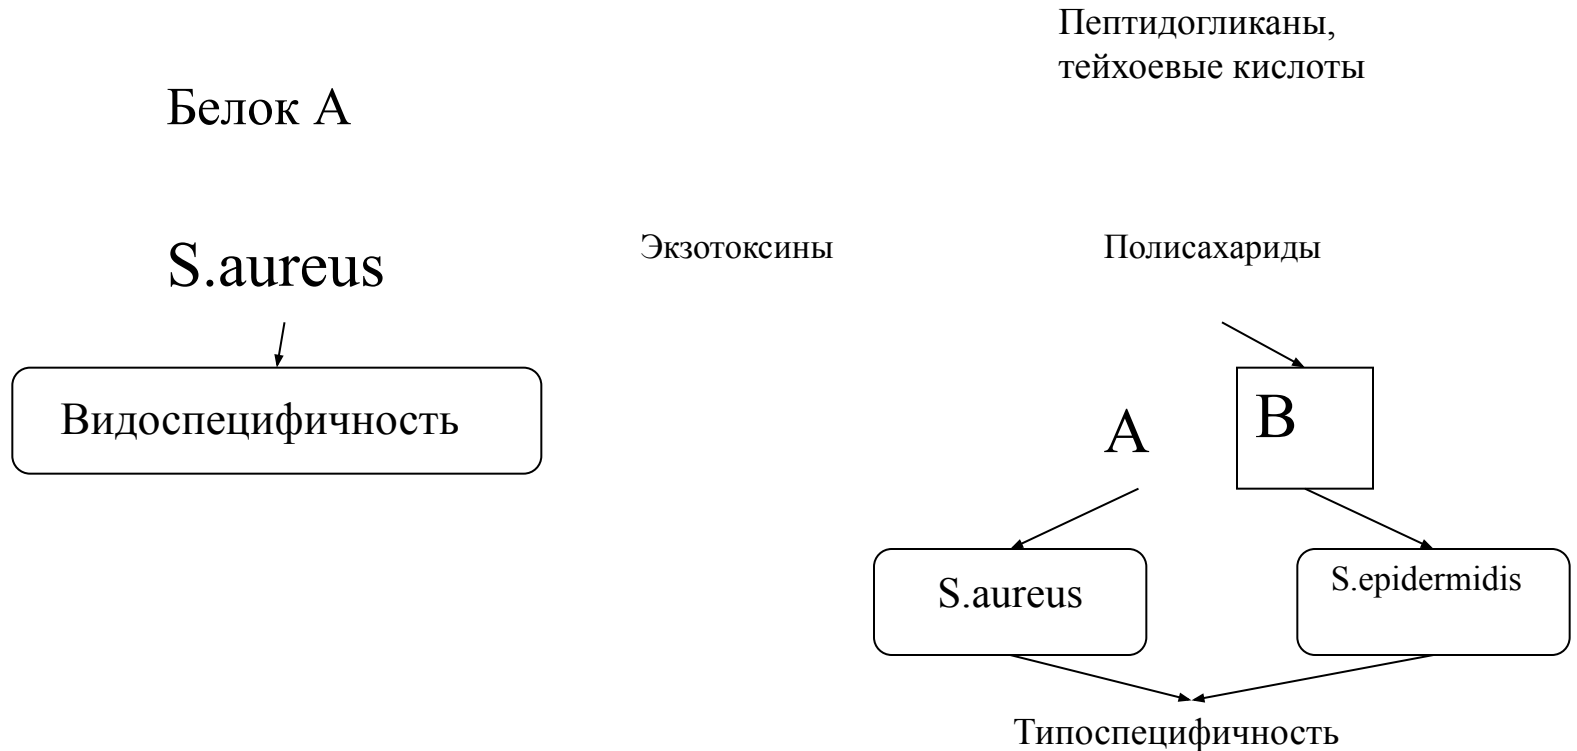 Пептидогликаны,
тейхоевые кислоты
Белок А
S.aureus
Экзотоксины
Полисахариды
Видоспецифичность
А
В
S.aureus
S.epidermidis
Типоспецифичность